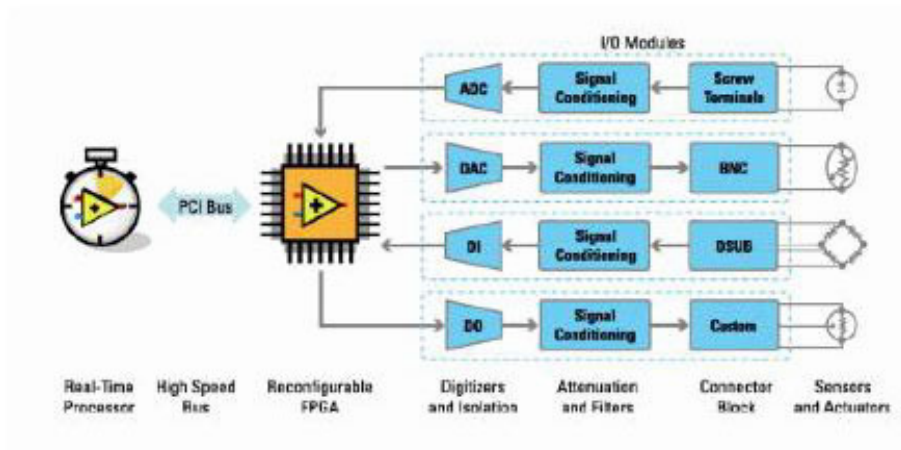 I/O Modules
ADC
Signal
Conditioning
Screw
Terminals
PCI Bus
DAC
Signal
Conditioning
BNC
DI
Signal
Conditioning
DSUB
DO
Signal
Conditioning
Custom
Real-Time
Processor
High Speed
Bus
Reconfigurable
FPGA
Digitizers
and Isolation
Attenuation
and Filters
Connector
Block
Sensors
and Actuators